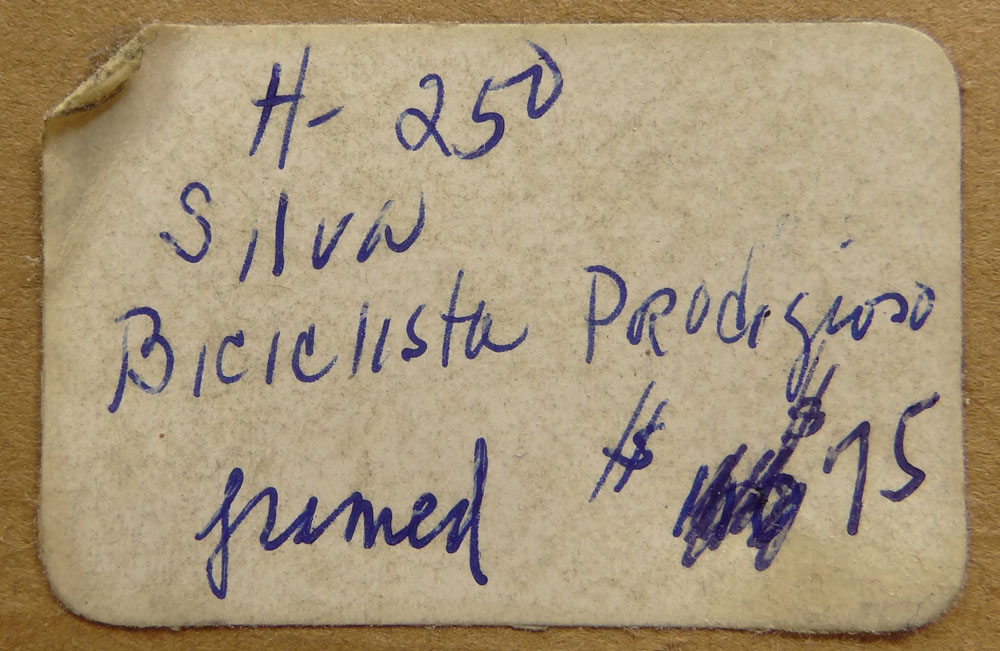 H- 250
Silva
Biciclista Prodigioso
framed $ $75